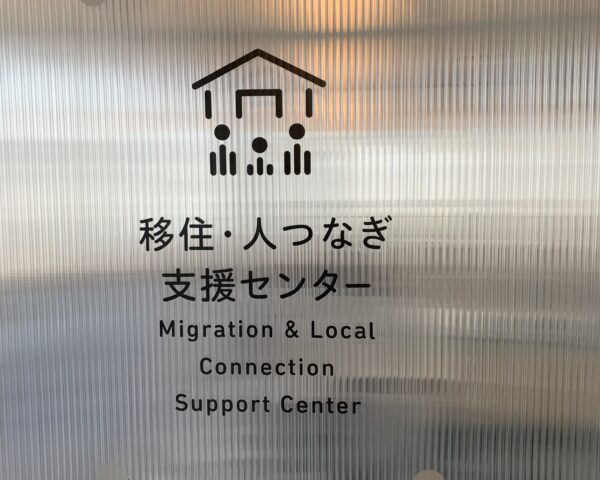 移住・人つなぎ
支援センター
Migration & Local
Connection
Support Center